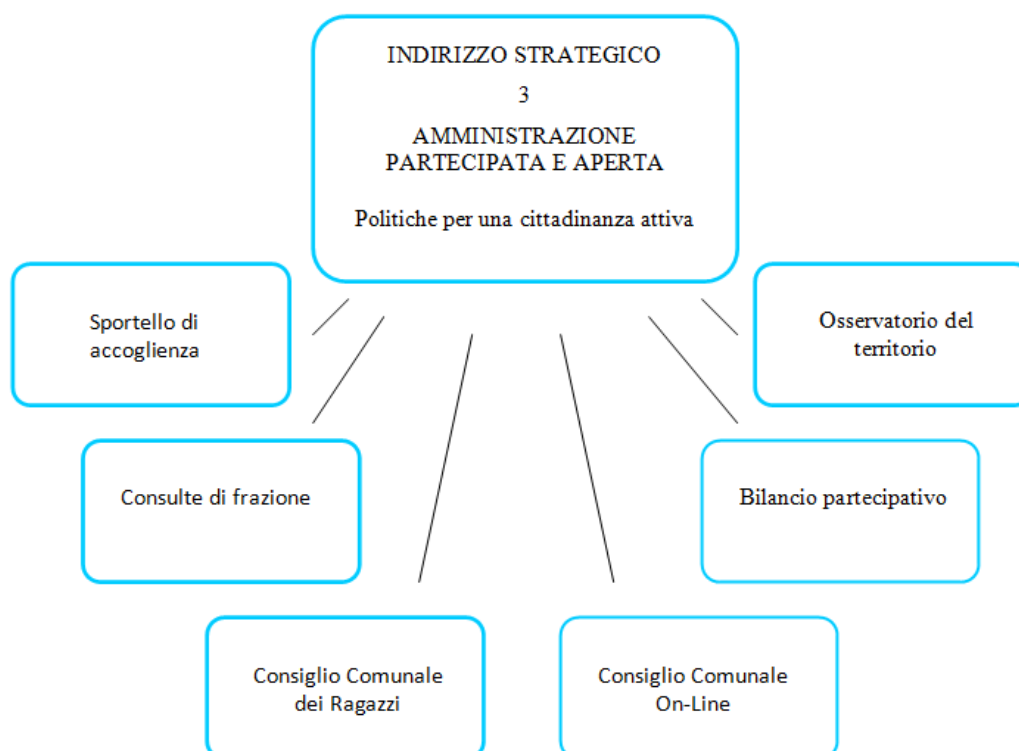 INDIRIZZO STRATEGICO
3
AMMINISTRAZIONE
PARTECIPATA E APERTA
Politiche per una cittadinanza attiva
Sportello di
accoglienza
Osservatorio del
territorio
Consulte di frazione
Bilancio partecipativo
Consiglio Comunale
dei Ragazzi
Consiglio Comunale
On-Line